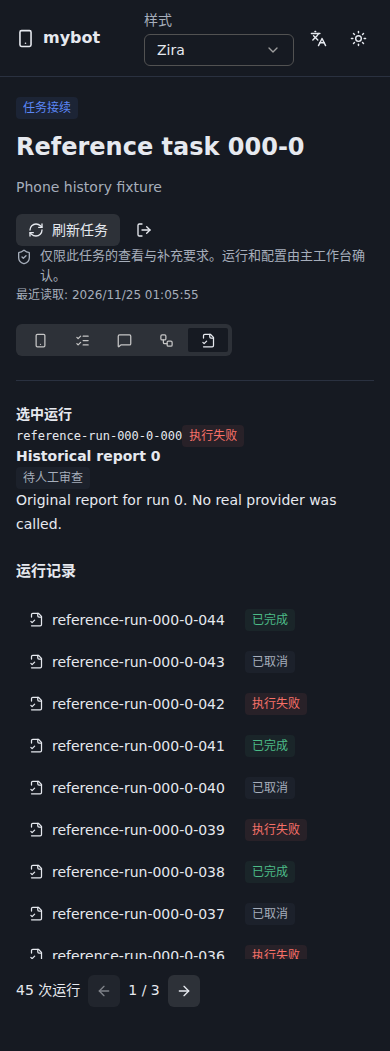 mybot
样式
Zira
任务接续
Reference task 000-0
Phone history fixture
刷新任务
仅限此任务的查看与补充要求。运行和配置由主工作台确
认。
最近读取: 2026/11/25 01:05:55
选中运行
reference-run-000-0-000 执行失败
Historical report 0
待人工审查
Original report for run 0. No real provider was
called.
运行记录
reference-run-000-0-044 已完成
reference-run-000-0-043 已取消
reference-run-000-0-042 执行失败
reference-run-000-0-041 已完成
reference-run-000-0-040 已取消
reference-run-000-0-039 执行失败
reference-run-000-0-038 已完成
reference-run-000-0-037 已取消
reference-run-000-0-036 执行失败
45 次运行 1 / 3